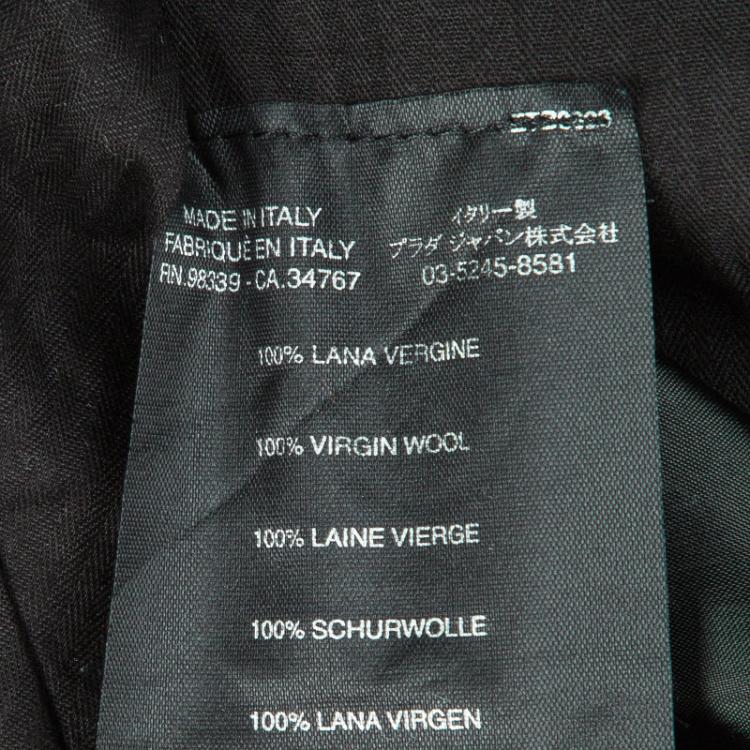 MADE IN ITALY
FABRIQUÉ EN ITALY
RN.98339 - CA.34767
イタリー製
プラダ ジャパン株式会社
03-5245-8581
100% LANA VERGINE
100% VIRGIN WOOL
100% LAINE VIERGE
100% SCHURWOLLE
100% LANA VIRGEN